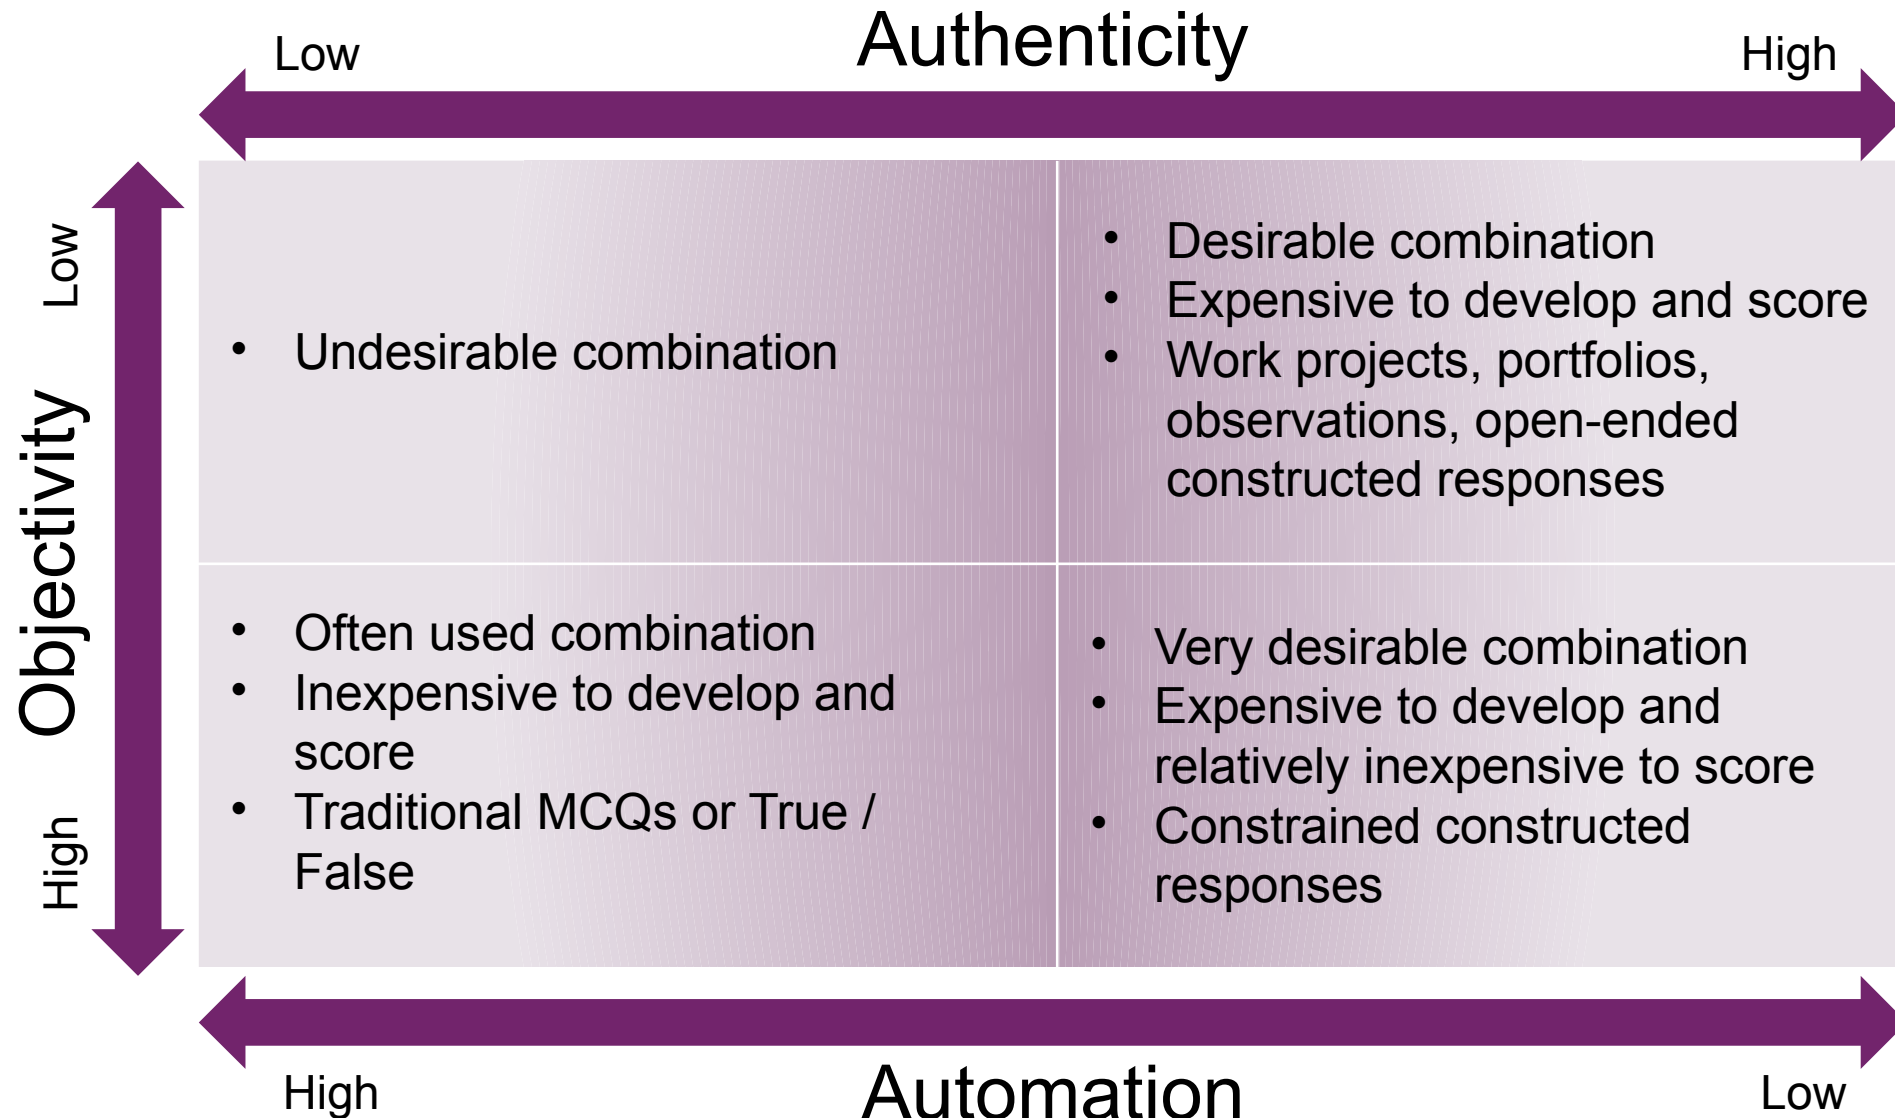 Authenticity
Low
High
Low
Objectivity
High
• Undesirable combination
• Desirable combination
• Expensive to develop and score
• Work projects, portfolios,
observations, open-ended
constructed responses
• Often used combination
• Inexpensive to develop and
score
• Traditional MCQs or True /
False
• Very desirable combination
• Expensive to develop and
relatively inexpensive to score
• Constrained constructed
responses
High
Automation
Low